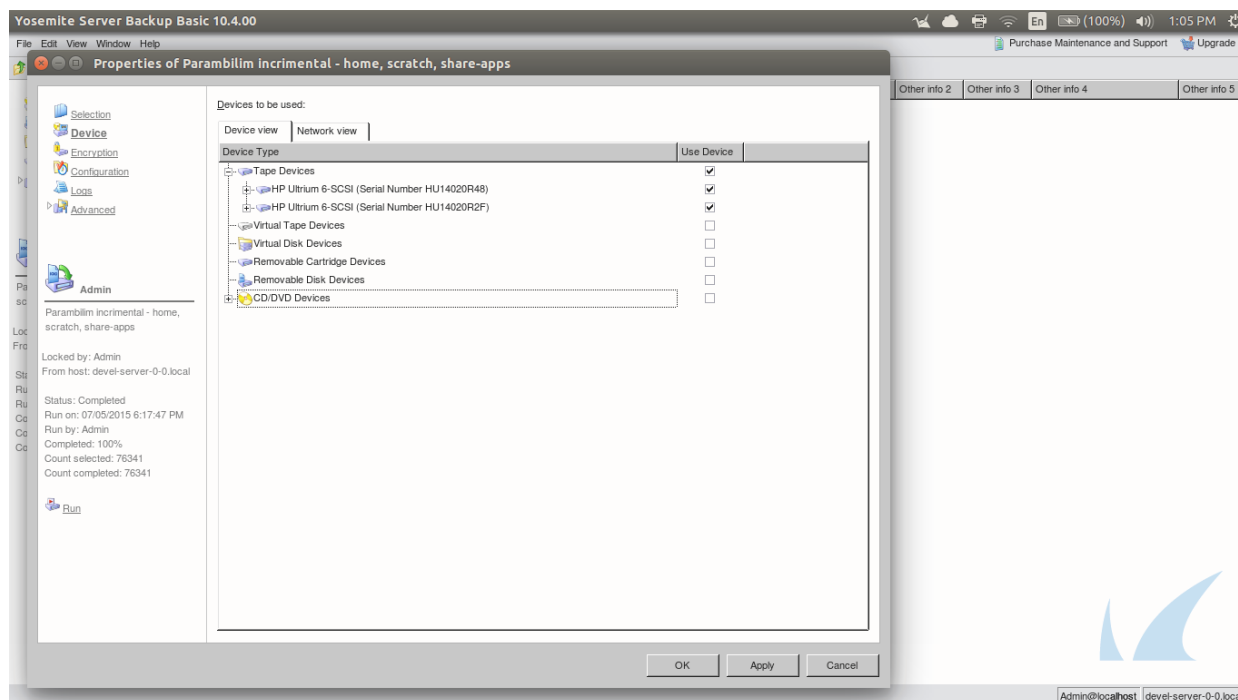 Yosemite Server Backup Basic 10.4.00
En (100%) 1:05 PM
File Edit View Window Help
Purchase Maintenance and Support Upgrade
Properties of Parambilim incrimental - home, scratch, share-apps
Other info 2 Other info 3 Other info 4 Other info 5
Selection
Device
Encryption
Configuration
Logs
Advanced
Admin
Parambilim incrimental - home,
scratch, share-apps
Locked by: Admin
From host: devel-server-0-0.local
Status: Completed
Run on: 07/05/2015 6:17:47 PM
Run by: Admin
Completed: 100%
Count selected: 76341
Count completed: 76341
Run
Devices to be used:
Device view Network view
Device Type Use Device
Tape Devices
HP Ultrium 6-SCSI (Serial Number HU14020R48)
HP Ultrium 6-SCSI (Serial Number HU14020R2F)
Virtual Tape Devices
Virtual Disk Devices
Removable Cartridge Devices
Removable Disk Devices
CD/DVD Devices
OK Apply Cancel
Admin@localhost devel-server-0-0.loca